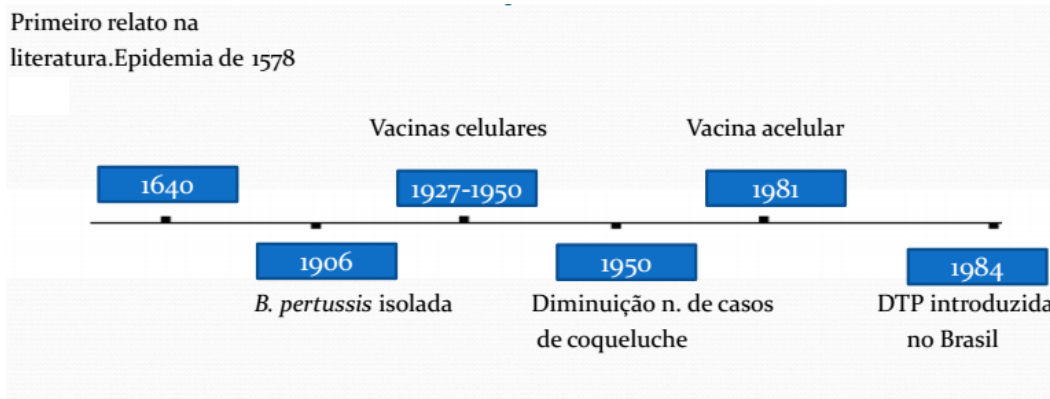 Primeiro relato na
literatura.Epidemia de 1578
Vacinas celulares
Vacina acelular
1640
1927-1950
1981
1906
1950
1984
B. pertussis isolada
Diminuição n. de casos
de coqueluche
DTP introduzida
no Brasil